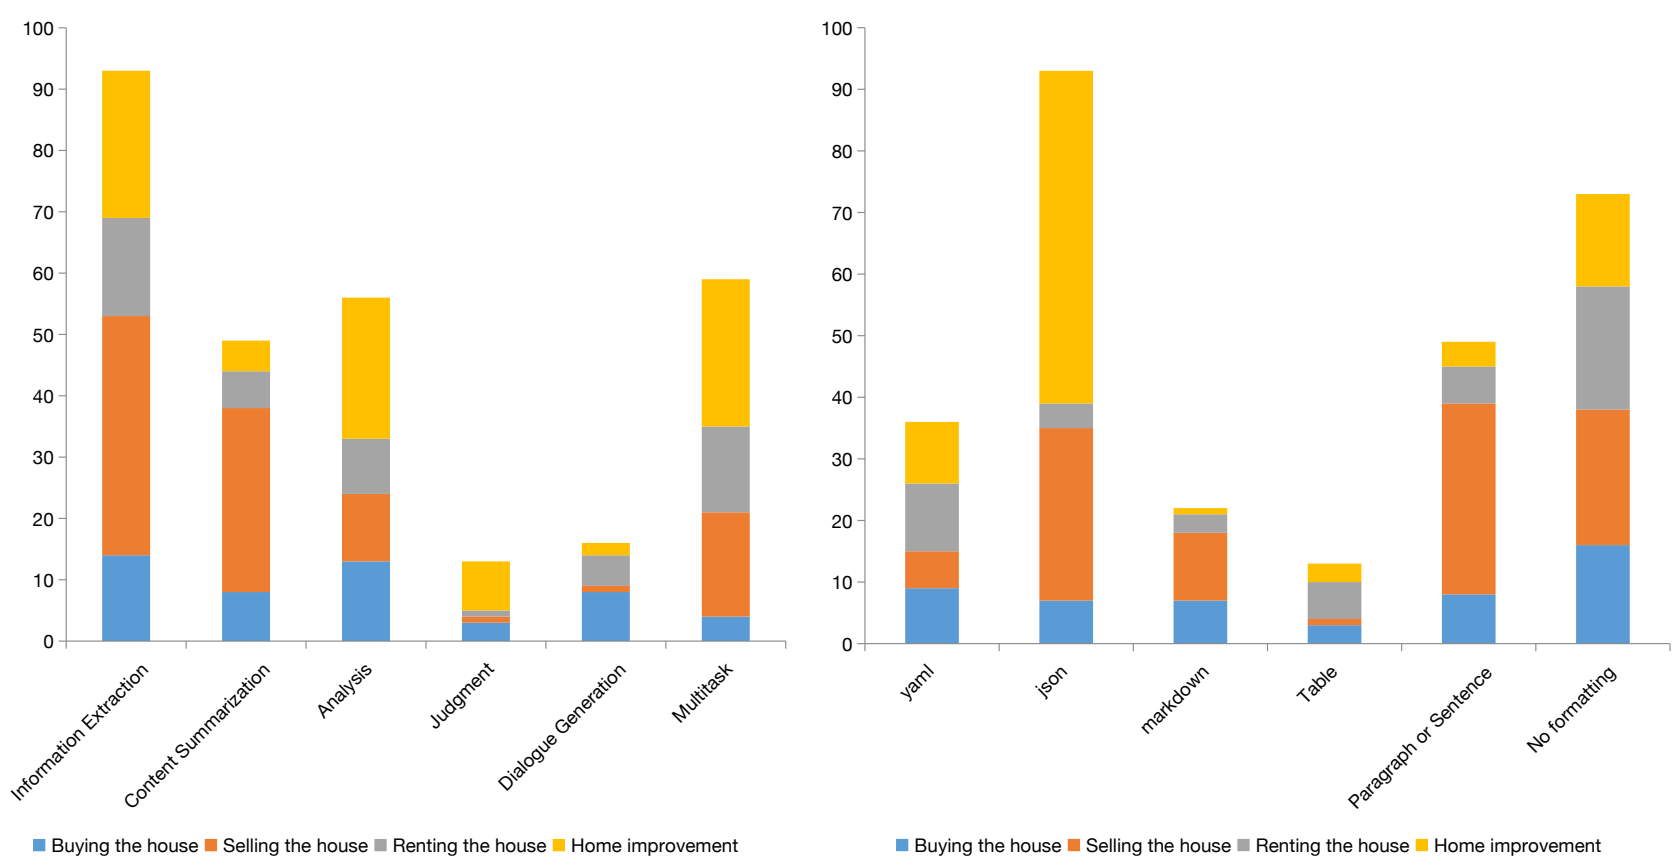 100
90
80
70
60
50
40
30
20
10
0
Information Extraction
Content Summarization
Analysis
Judgment
Dialogue Generation
Multitask
Buying the house Selling the house Renting the house Home improvement
100
90
80
70
60
50
40
30
20
10
0
yaml
json
markdown
Table
Paragraph or Sentence
No formatting
Buying the house Selling the house Renting the house Home improvement